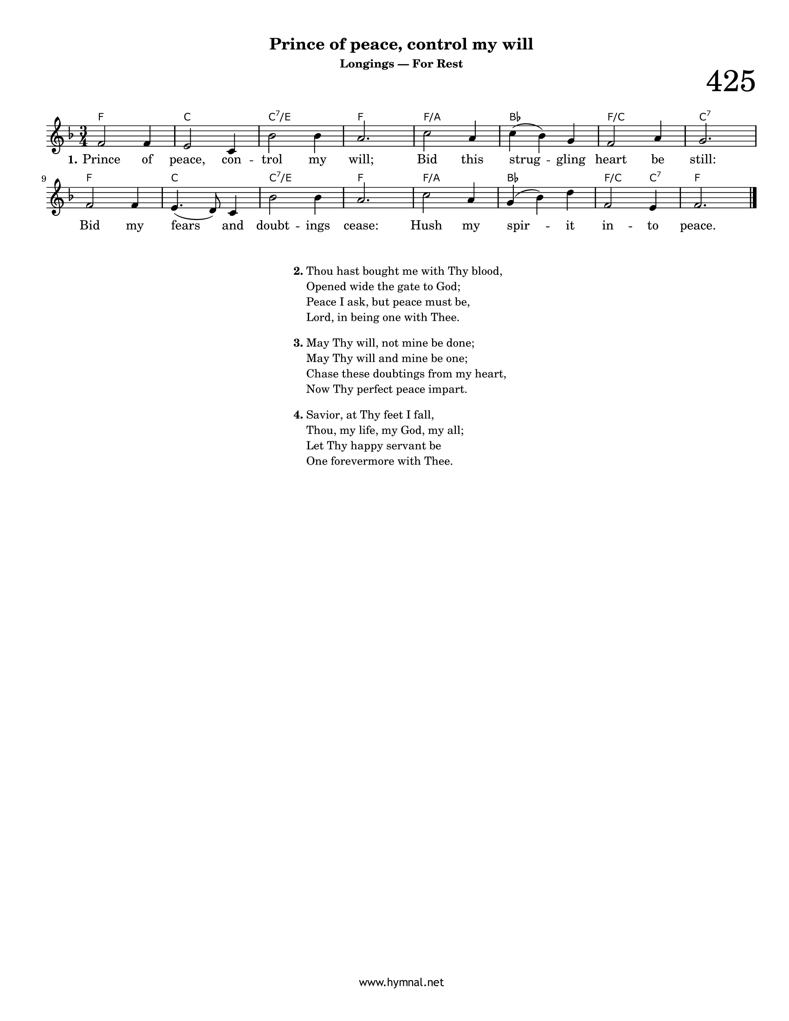 Prince of peace, control my will
Longings — For Rest
425
F C C7/E F F/A B♭ F/C C7
1. Prince of peace, con - trol my will; Bid this strug - gling heart be still:
9
F C C7/E F F/A B♭ F/C C7 F
Bid my fears and doubt - ings cease: Hush my spir - it in - to peace.
2. Thou hast bought me with Thy blood,
Opened wide the gate to God;
Peace I ask, but peace must be,
Lord, in being one with Thee.
3. May Thy will, not mine be done;
May Thy will and mine be one;
Chase these doubtings from my heart,
Now Thy perfect peace impart.
4. Savior, at Thy feet I fall,
Thou, my life, my God, my all;
Let Thy happy servant be
One forevermore with Thee.
www.hymnal.net